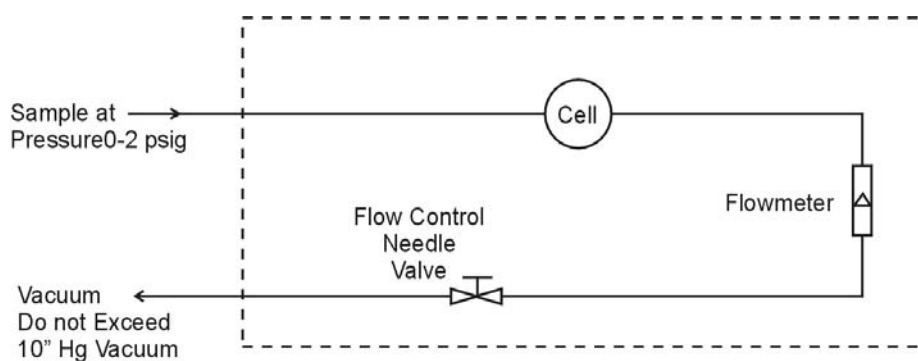 Sample at
Pressure0-2 psig
Cell
Flowmeter
Flow Control
Needle
Valve
Vacuum
Do not Exceed
10” Hg Vacuum